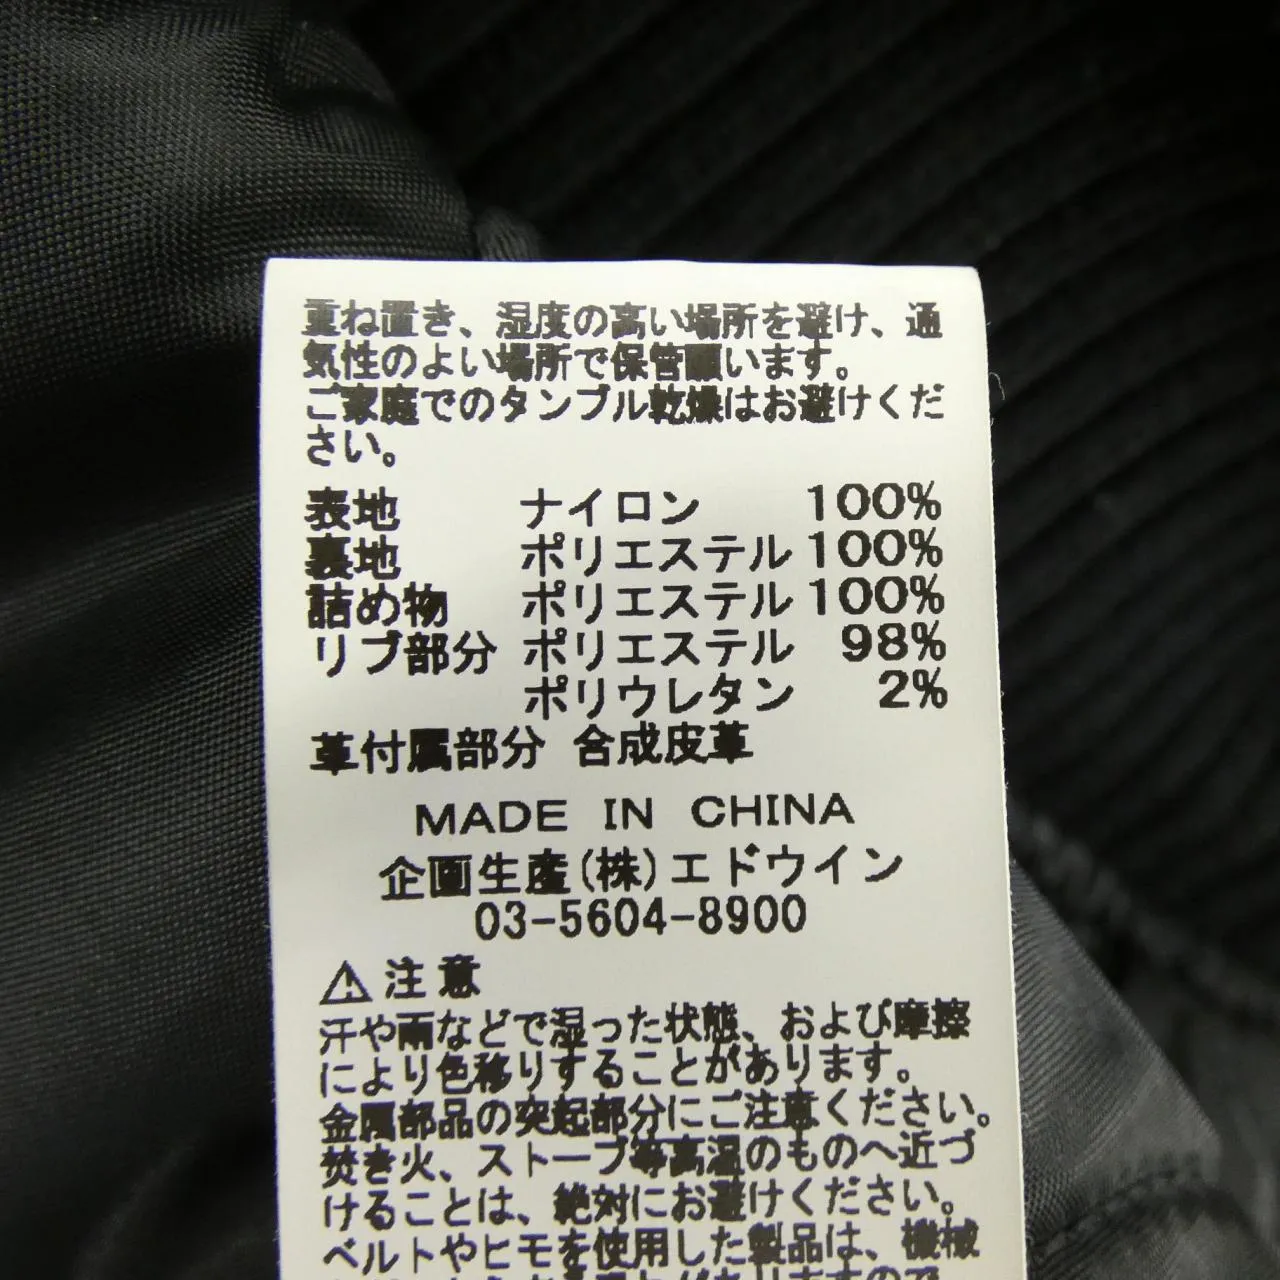 重ね置き、湿度の高い場所を避け、通
気性のよい場所で保管願います。
ご家庭でのタンブル乾燥はお避けくだ
さい。
表地 ナイロン 100%
裏地 ポリエステル 100%
詰め物 ポリエステル 100%
リブ部分 ポリエステル 98%
ポリウレタン 2%
革付属部分 合成皮革
MADE IN CHINA
企画生産(株)エドウイン
03-5604-8900
⚠注意
汗や雨などで湿った状態、および摩擦
により色移りすることがあります。
金属部品の突起部分にご注意ください。
焚き火、ストーブ等高温のものへ近づ
けることは、絶対にお避けください。
ベルトやヒモを使用した製品は、機械